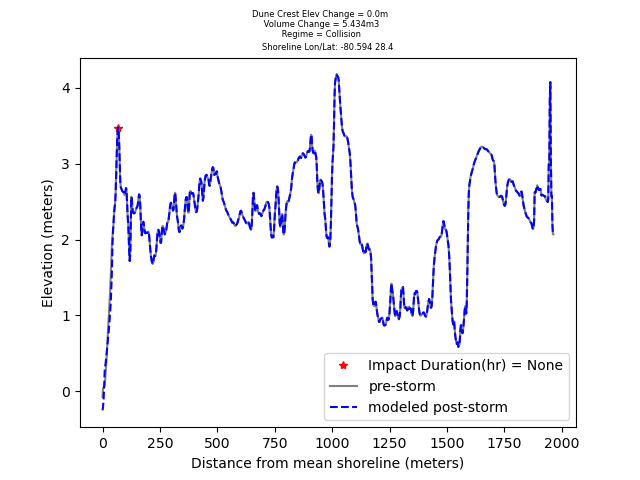 Dune Crest Elev Change = 0.0m
Volume Change = 5.434m3
Regime = Collision
Shoreline Lon/Lat: -80.594 28.4
4
3
2
1
0
Elevation (meters)
Impact Duration(hr) = None
pre-storm
modeled post-storm
0 250 500 750 1000 1250 1500 1750 2000
Distance from mean shoreline (meters)